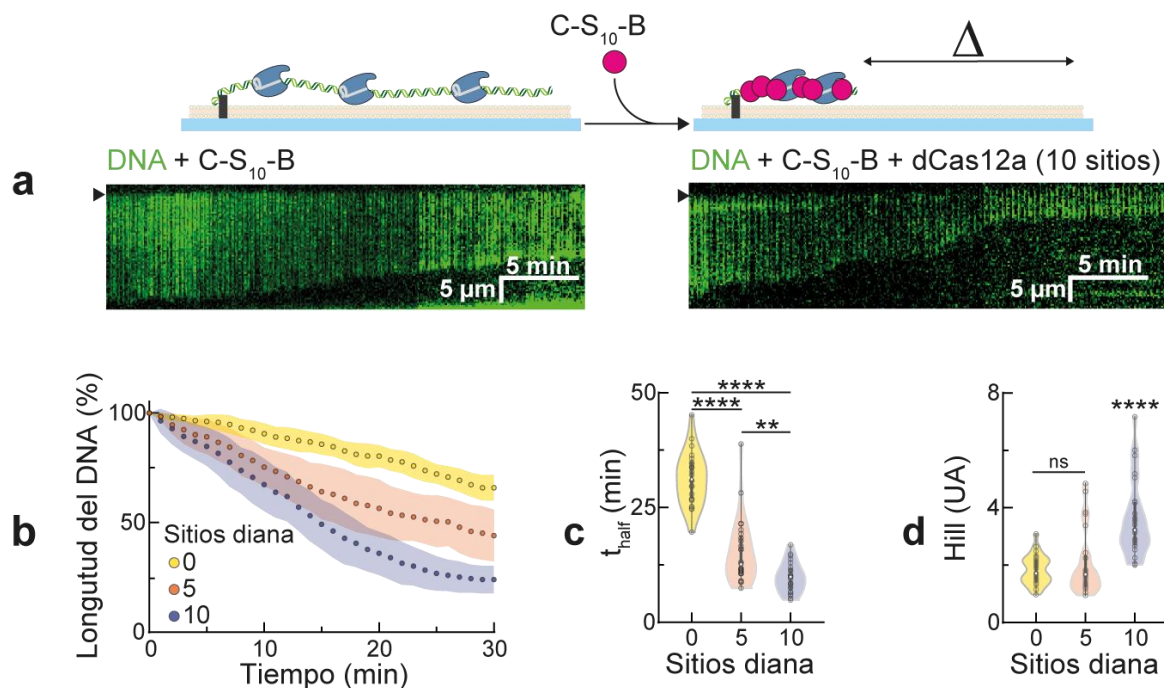 C-S10-B
Δ
DNA + C-S10-B
DNA + C-S10-B + dCas12a (10 sitios)
a
5 min
5 µm
5 min
5 µm
b
Longutud del DNA (%)
100
50
0
Sitios diana
0
5
10
0
10
20
30
Tiempo (min)
c
thalf (min)
50
25
0
****
****
**
0
5
10
Sitios diana
d
Hill (UA)
8
4
0
ns
****
0
5
10
Sitios diana